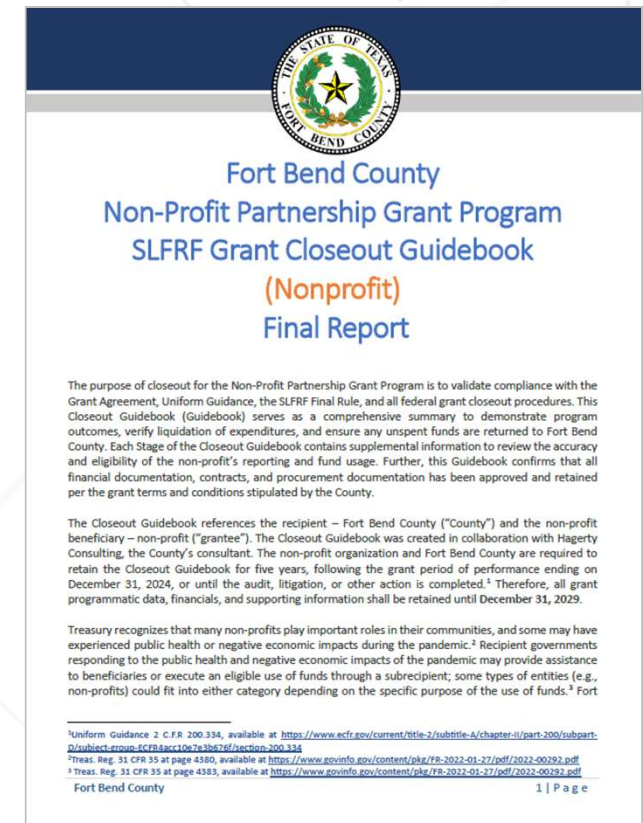 THE STATE OF TEXAS
FORT BEND COUNTY
Fort Bend County
Non-Profit Partnership Grant Program
SLFRF Grant Closeout Guidebook
(Nonprofit)
Final Report
The purpose of closeout for the Non-Profit Partnership Grant Program is to validate compliance with the
Grant Agreement, Uniform Guidance, the SLFRF Final Rule, and all federal grant closeout procedures. This
Closeout Guidebook (Guidebook) serves as a comprehensive summary to demonstrate program
outcomes, verify liquidation of expenditures, and ensure any unspent funds are returned to Fort Bend
County. Each Stage of the Closeout Guidebook contains supplemental information to review the accuracy
and eligibility of the non-profit's reporting and fund usage. Further, this Guidebook confirms that all
financial documentation, contracts, and procurement documentation has been approved and retained
per the grant terms and conditions stipulated by the County.
The Closeout Guidebook references the recipient – Fort Bend County ("County") and the non-profit
beneficiary – non-profit ("grantee"). The Closeout Guidebook was created in collaboration with Hagerty
Consulting, the County's consultant. The non-profit organization and Fort Bend County are required to
retain the Closeout Guidebook for five years, following the grant period of performance ending on
December 31, 2024, or until the audit, litigation, or other action is completed.¹ Therefore, all grant
programmatic data, financials, and supporting information shall be retained until December 31, 2029.
Treasury recognizes that many non-profits play important roles in their communities, and some may have
experienced public health or negative economic impacts during the pandemic.² Recipient governments
responding to the public health and negative economic impacts of the pandemic may provide assistance
to beneficiaries or execute an eligible use of funds through a subrecipient; some types of entities (e.g.,
non-profits) could fit into either category depending on the specific purpose of the use of funds.³ Fort
¹Uniform Guidance 2 C.F.R 200.334, available at https://www.ecfr.gov/current/title-2/subtitle-A/chapter-II/part-200/subpart-
D/subject-group-ECFR4acc10e7e3b676f/section-200.334
²Treas. Reg. 31 CFR 35 at page 4380, available at https://www.govinfo.gov/content/pkg/FR-2022-01-27/pdf/2022-00292.pdf
³ Treas. Reg. 31 CFR 35 at page 4383, available at https://www.govinfo.gov/content/pkg/FR-2022-01-27/pdf/2022-00292.pdf
Fort Bend County 1 | Page